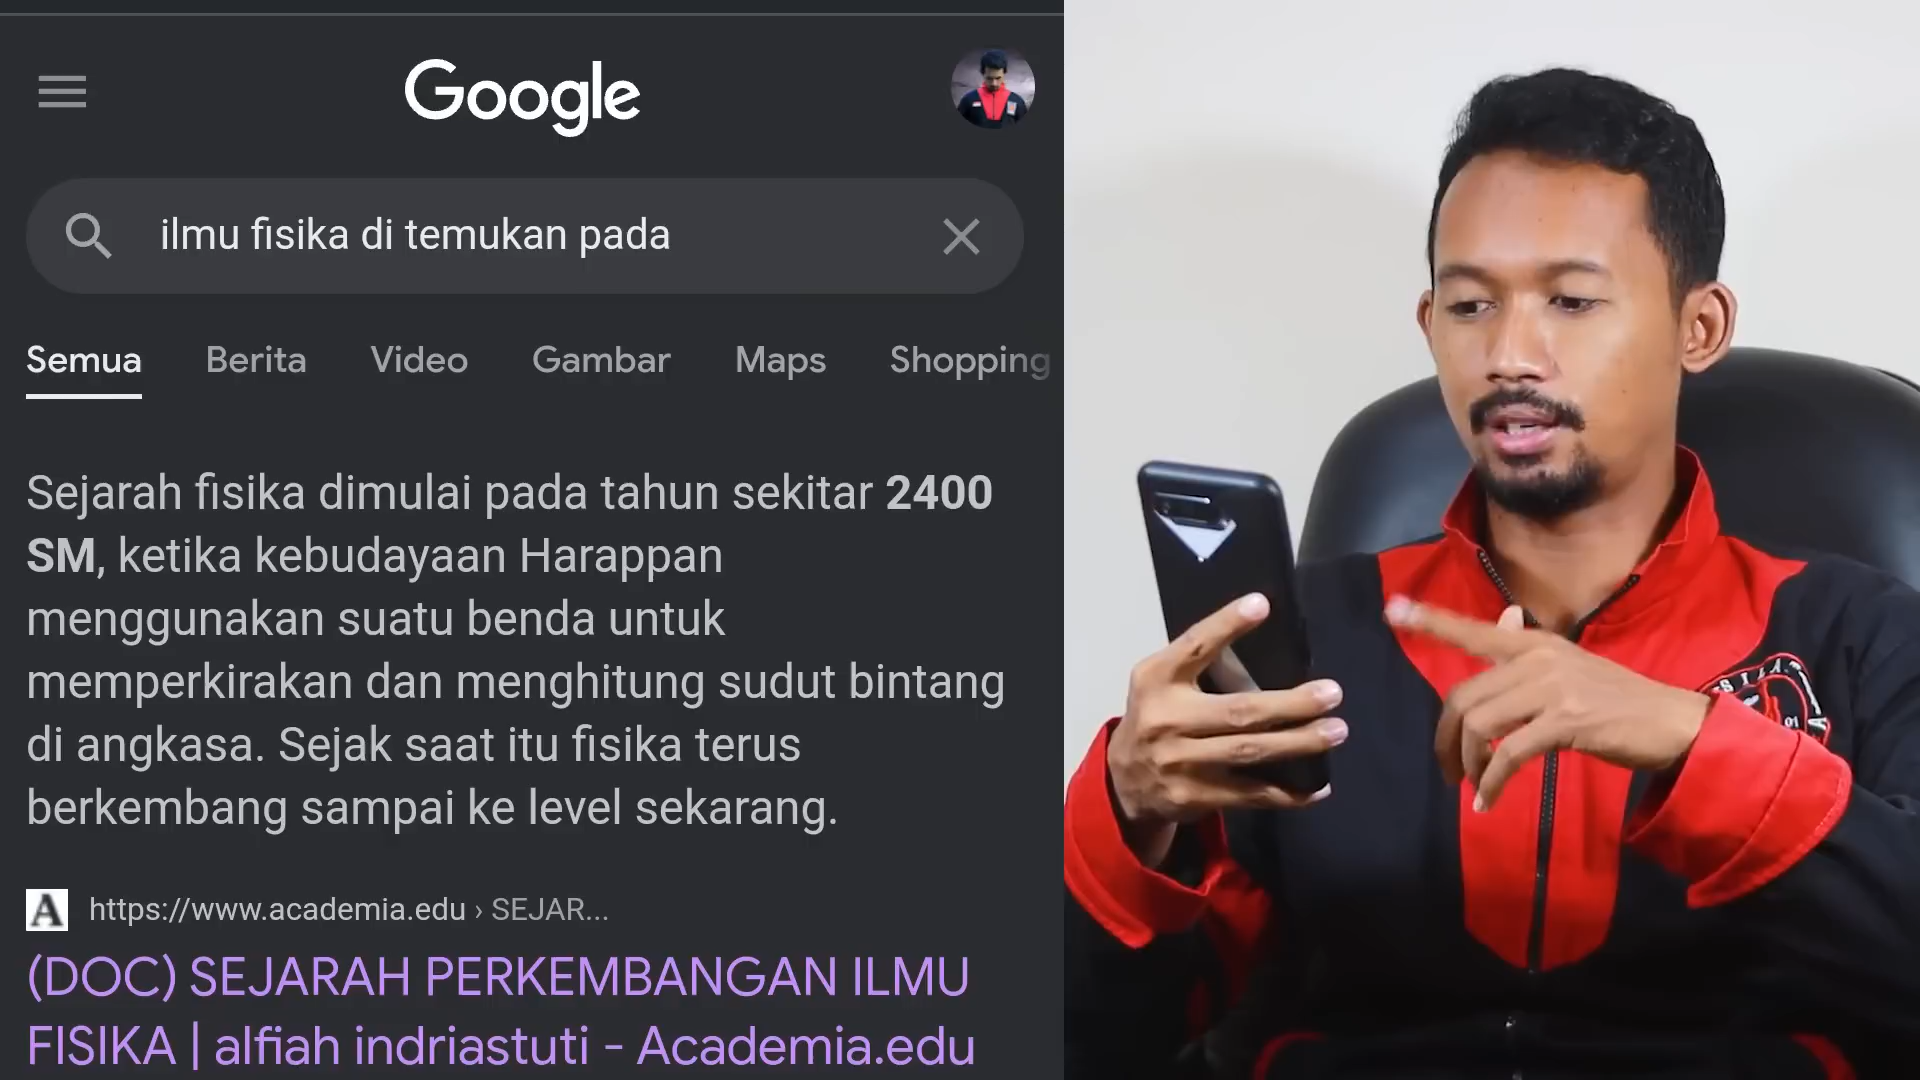 Google
ilmu fisika di temukan pada
Semua Berita Video Gambar Maps Shopping
Sejarah fisika dimulai pada tahun sekitar 2400
SM, ketika kebudayaan Harappan
menggunakan suatu benda untuk
memperkirakan dan menghitung sudut bintang
di angkasa. Sejak saat itu fisika terus
berkembang sampai ke level sekarang.
A https://www.academia.edu › SEJAR...
(DOC) SEJARAH PERKEMBANGAN ILMU
FISIKA | alfiah indriastuti - Academia.edu